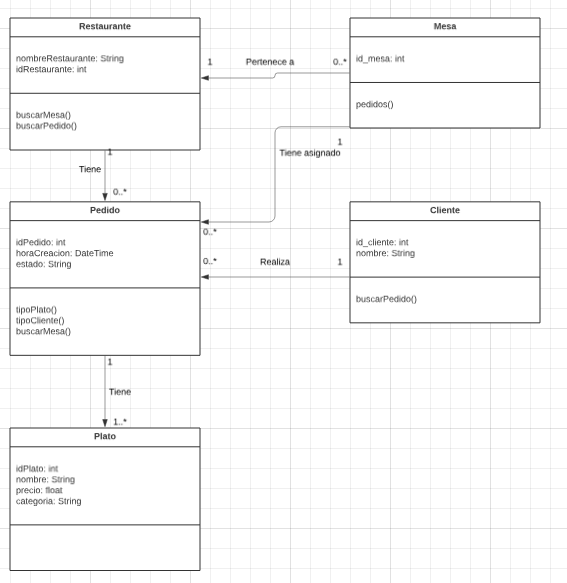 Restaurante
nombreRestaurante: String
idRestaurante: int
buscarMesa()
buscarPedido()
1
Pertenece a
0..*
Mesa
id_mesa: int
pedidos()
1
Tiene
0..*
1
Tiene asignado
0..*
Pedido
idPedido: int
horaCreacion: DateTime
estado: String
tipoPlato()
tipoCliente()
buscarMesa()
0..*
Realiza
1
Cliente
id_cliente: int
nombre: String
buscarPedido()
1
Tiene
1..*
Plato
idPlato: int
nombre: String
precio: float
categoria: String